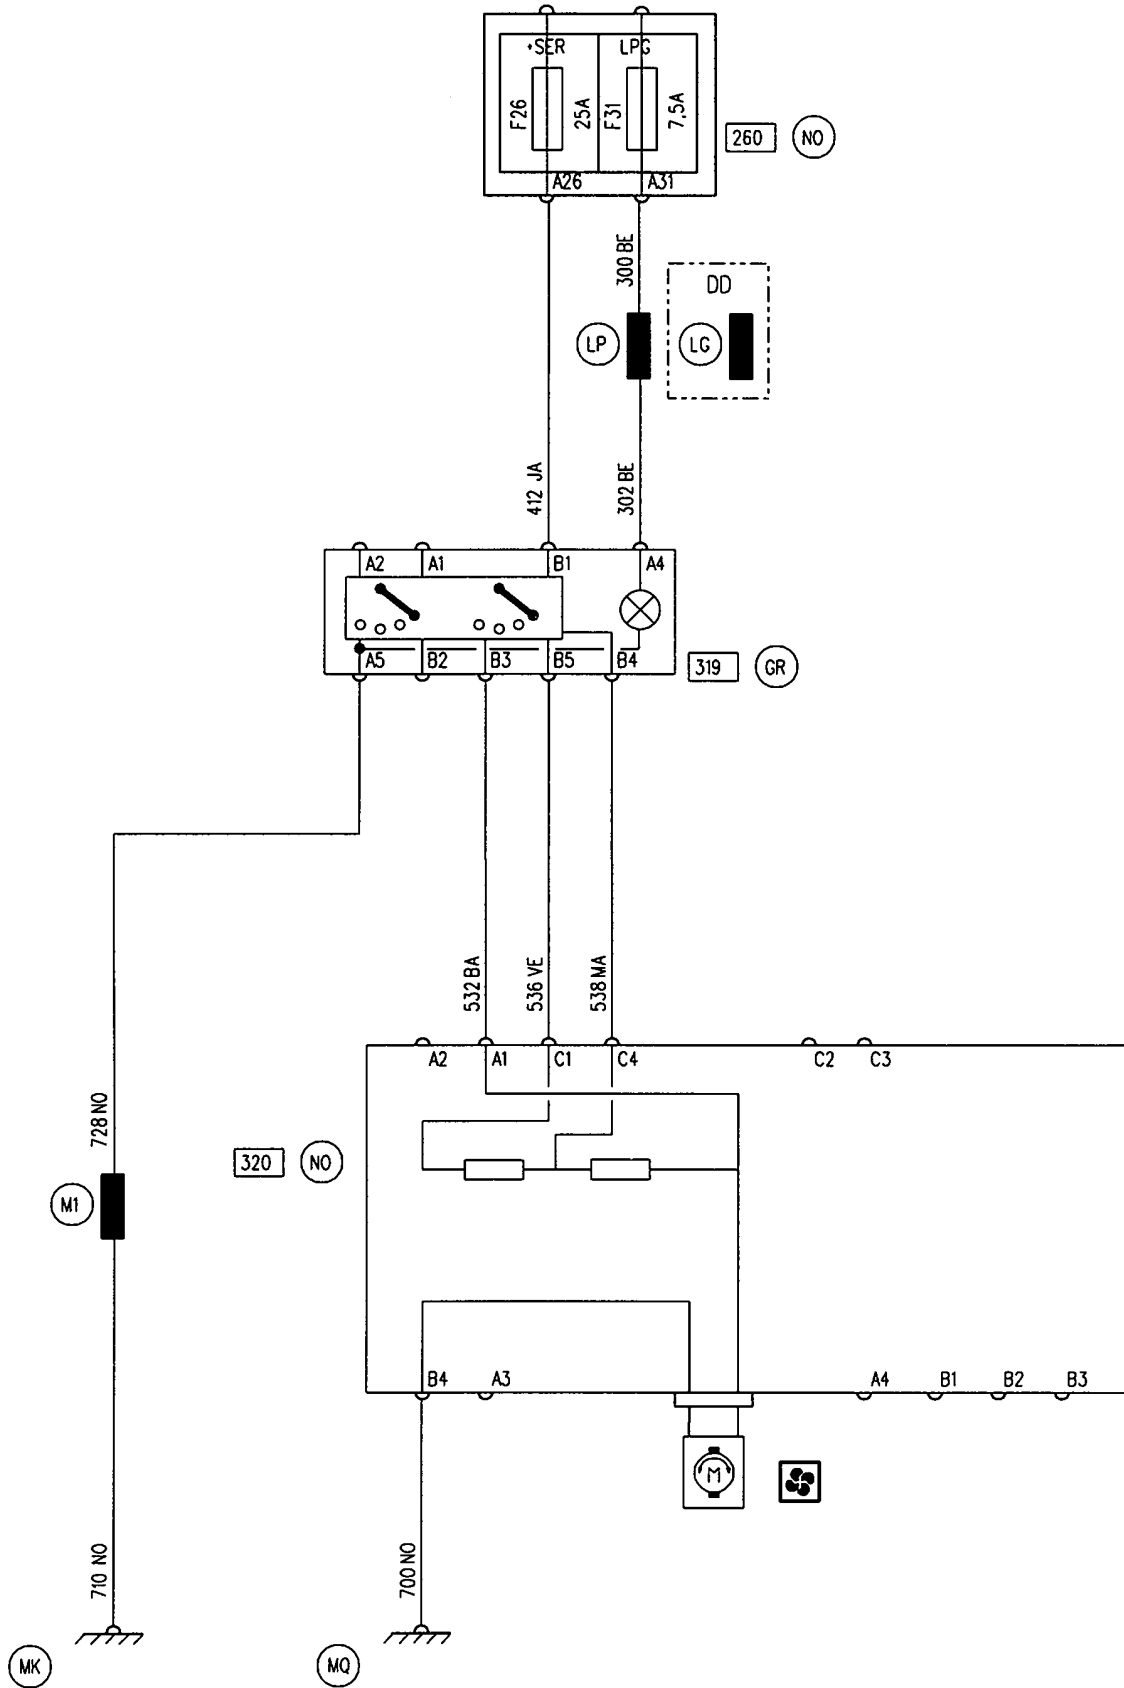 +SER LPG
F26 25A F31 7,5A
A26 A31
260 NO
300 BE
DD
LP LG
412 JA 302 BE
A2 A1 B1 A4
A5 B2 B3 B5 B4
319 GR
532 BA 536 VE 538 MA
A2 A1 C1 C4 C2 C3
728 NO
320 NO
M1
B4 A3 A4 B1 B2 B3
M
710 NO 700 NO
MK MQ